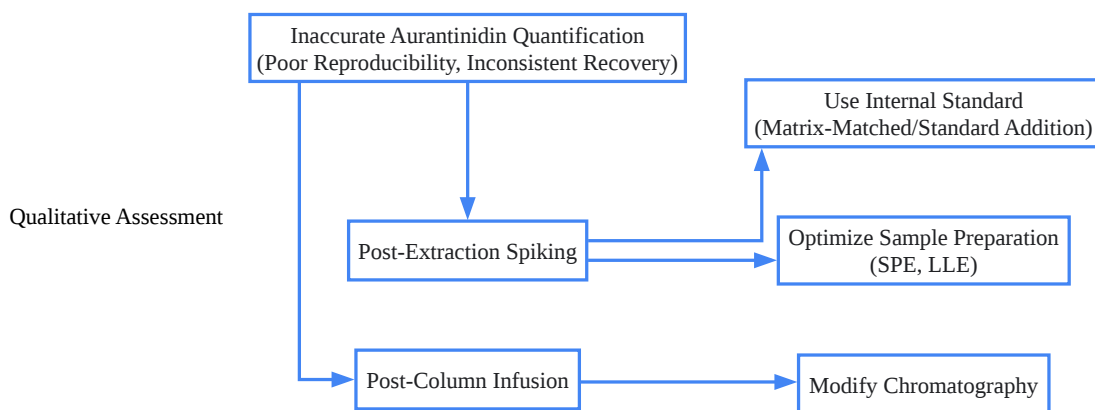 Inaccurate Aurantinidin Quantification
(Poor Reproducibility, Inconsistent Recovery)
Use Internal Standard
(Matrix-Matched/Standard Addition)
Qualitative Assessment
Post-Extraction Spiking
Optimize Sample Preparation
(SPE, LLE)
Post-Column Infusion
Modify Chromatography